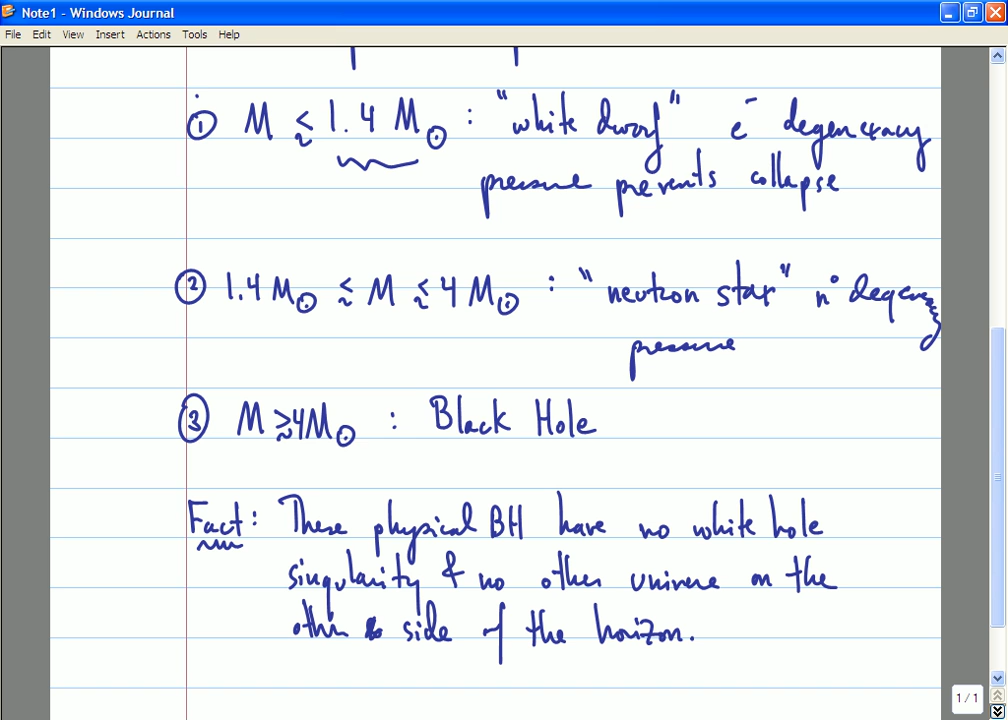 Note1 - Windows Journal
File Edit View Insert Actions Tools Help
① M ≲ 1.4 M⊙ : "white dwarf" e⁻ degeneracy
pressure prevents collapse
② 1.4 M⊙ ≲ M ≲ 4 M⊙ : "neutron star" n° degeneracy
pressure
③ M ≳ 4M⊙ : Black Hole
Fact: These physical BH have no white hole
singularity & no other universe on the
other side of the horizon.
1 / 1